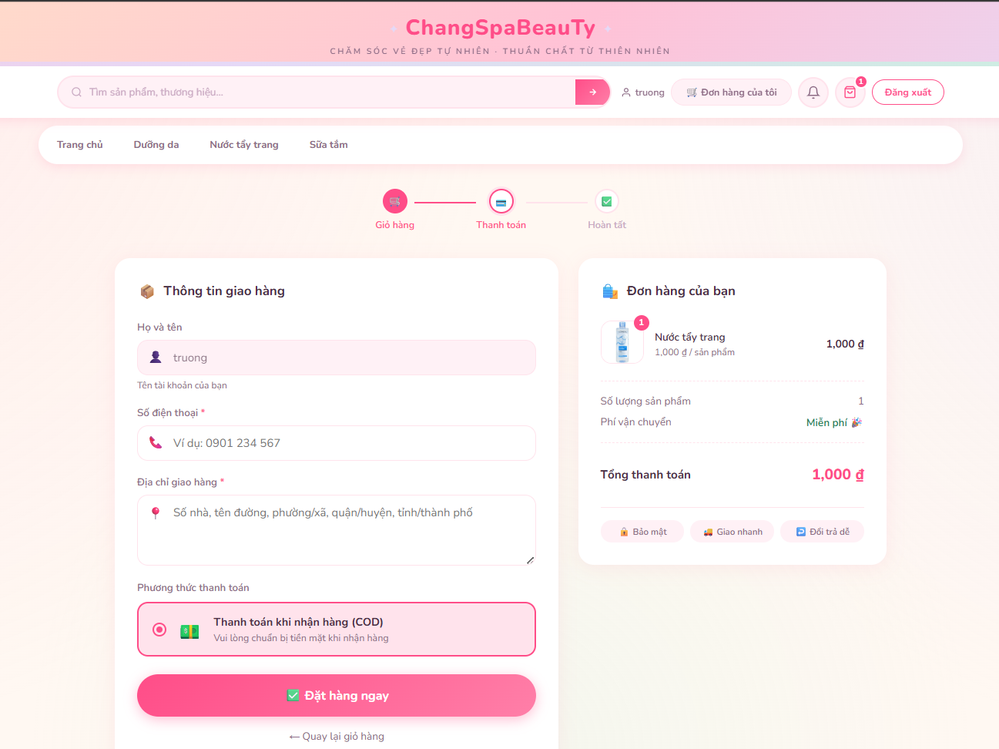 ChangSpaBeauTy
CHĂM SÓC VẺ ĐẸP TỰ NHIÊN · THUẦN CHẤT TỪ THIÊN NHIÊN
Tìm sản phẩm, thương hiệu...
truong
Đơn hàng của tôi
1
Đăng xuất
Trang chủ
Dưỡng da
Nước tẩy trang
Sữa tắm
Giỏ hàng
Thanh toán
Hoàn tất
Thông tin giao hàng
Họ và tên
truong
Tên tài khoản của bạn
Số điện thoại *
Ví dụ: 0901 234 567
Địa chỉ giao hàng *
Số nhà, tên đường, phường/xã, quận/huyện, tỉnh/thành phố
Phương thức thanh toán
Thanh toán khi nhận hàng (COD)
Vui lòng chuẩn bị tiền mặt khi nhận hàng
Đặt hàng ngay
← Quay lại giỏ hàng
Đơn hàng của bạn
1
Nước tẩy trang
1,000 ₫ / sản phẩm
1,000 ₫
Số lượng sản phẩm 1
Phí vận chuyển Miễn phí
Tổng thanh toán 1,000 ₫
Bảo mật
Giao nhanh
Đổi trả dễ